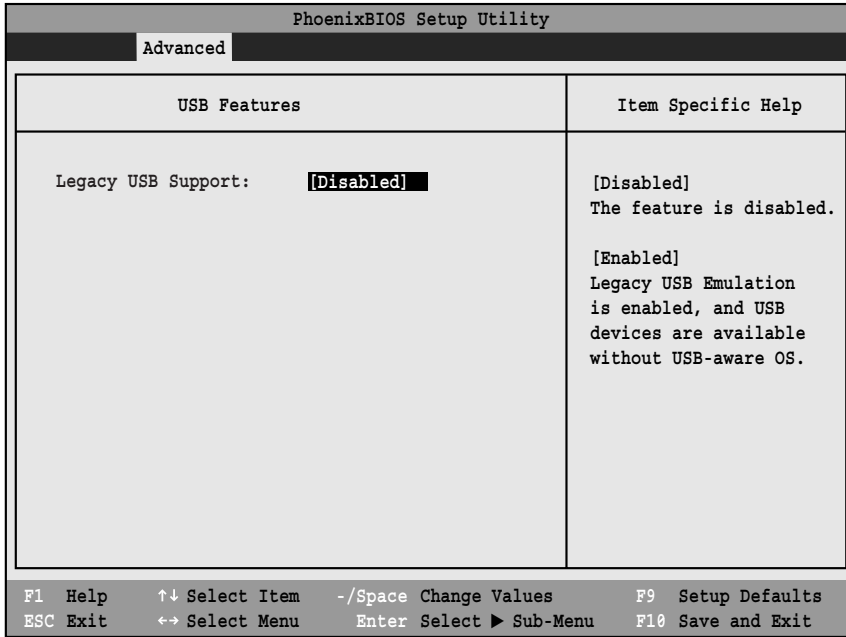 PhoenixBIOS Setup Utility
Advanced
USB Features
Item Specific Help
Legacy USB Support: [Disabled]
[Disabled]
The feature is disabled.
[Enabled]
Legacy USB Emulation
is enabled, and USB
devices are available
without USB-aware OS.
F1 Help ↑↓ Select Item -/Space Change Values F9 Setup Defaults
ESC Exit ←→ Select Menu Enter Select ▶ Sub-Menu F10 Save and Exit